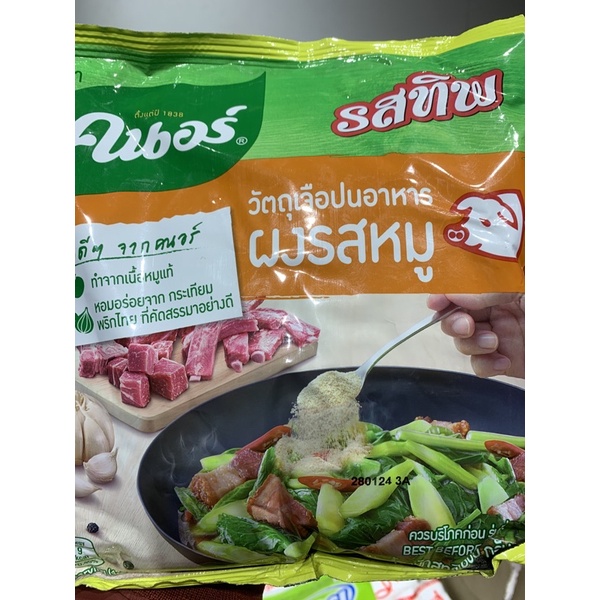 ตั้งแต่ปี 1838
คนอร์®
รสทิพ
วัตถุเจือปนอาหาร
ผงรสหมู
ดีๆ จากคนอร์
ทำจากเนื้อหมูแท้
หอมอร่อยจาก กระเทียม
พริกไทย ที่คัดสรรมาอย่างดี
280124 3A
ควรบริโภคก่อน
BEST BEFORE